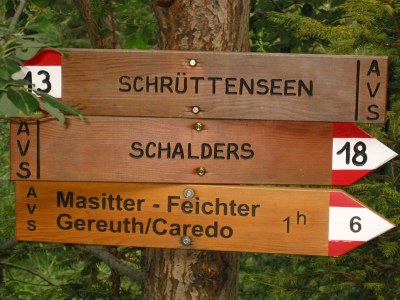 13 SCHRÜTTENSEEN AVS
AVS SCHALDERS 18
AVS Masitter - Feichter
Gereuth/Caredo 1h 6